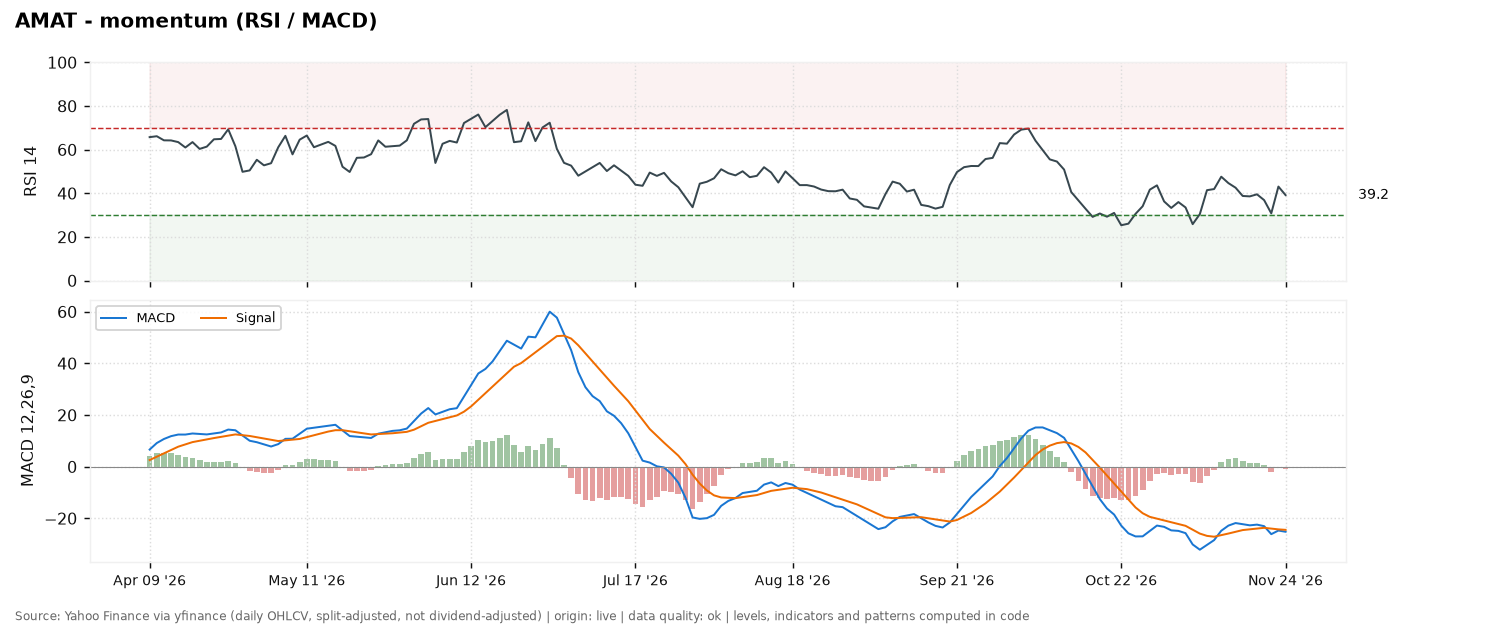 AMAT - momentum (RSI / MACD)
100
80
60
40
20
0
RSI 14
39.2
MACD
Signal
60
40
20
0
−20
MACD 12,26,9
Apr 09 '26
May 11 '26
Jun 12 '26
Jul 17 '26
Aug 18 '26
Sep 21 '26
Oct 22 '26
Nov 24 '26
Source: Yahoo Finance via yfinance (daily OHLCV, split-adjusted, not dividend-adjusted) | origin: live | data quality: ok | levels, indicators and patterns computed in code